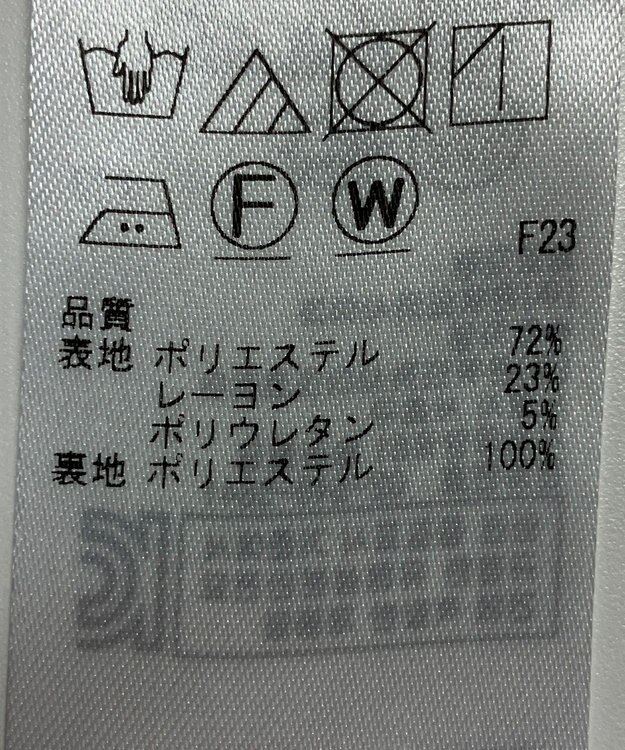 F W
F23
品質
表地 ポリエステル 72%
レーヨン 23%
ポリウレタン 5%
裏地 ポリエステル 100%